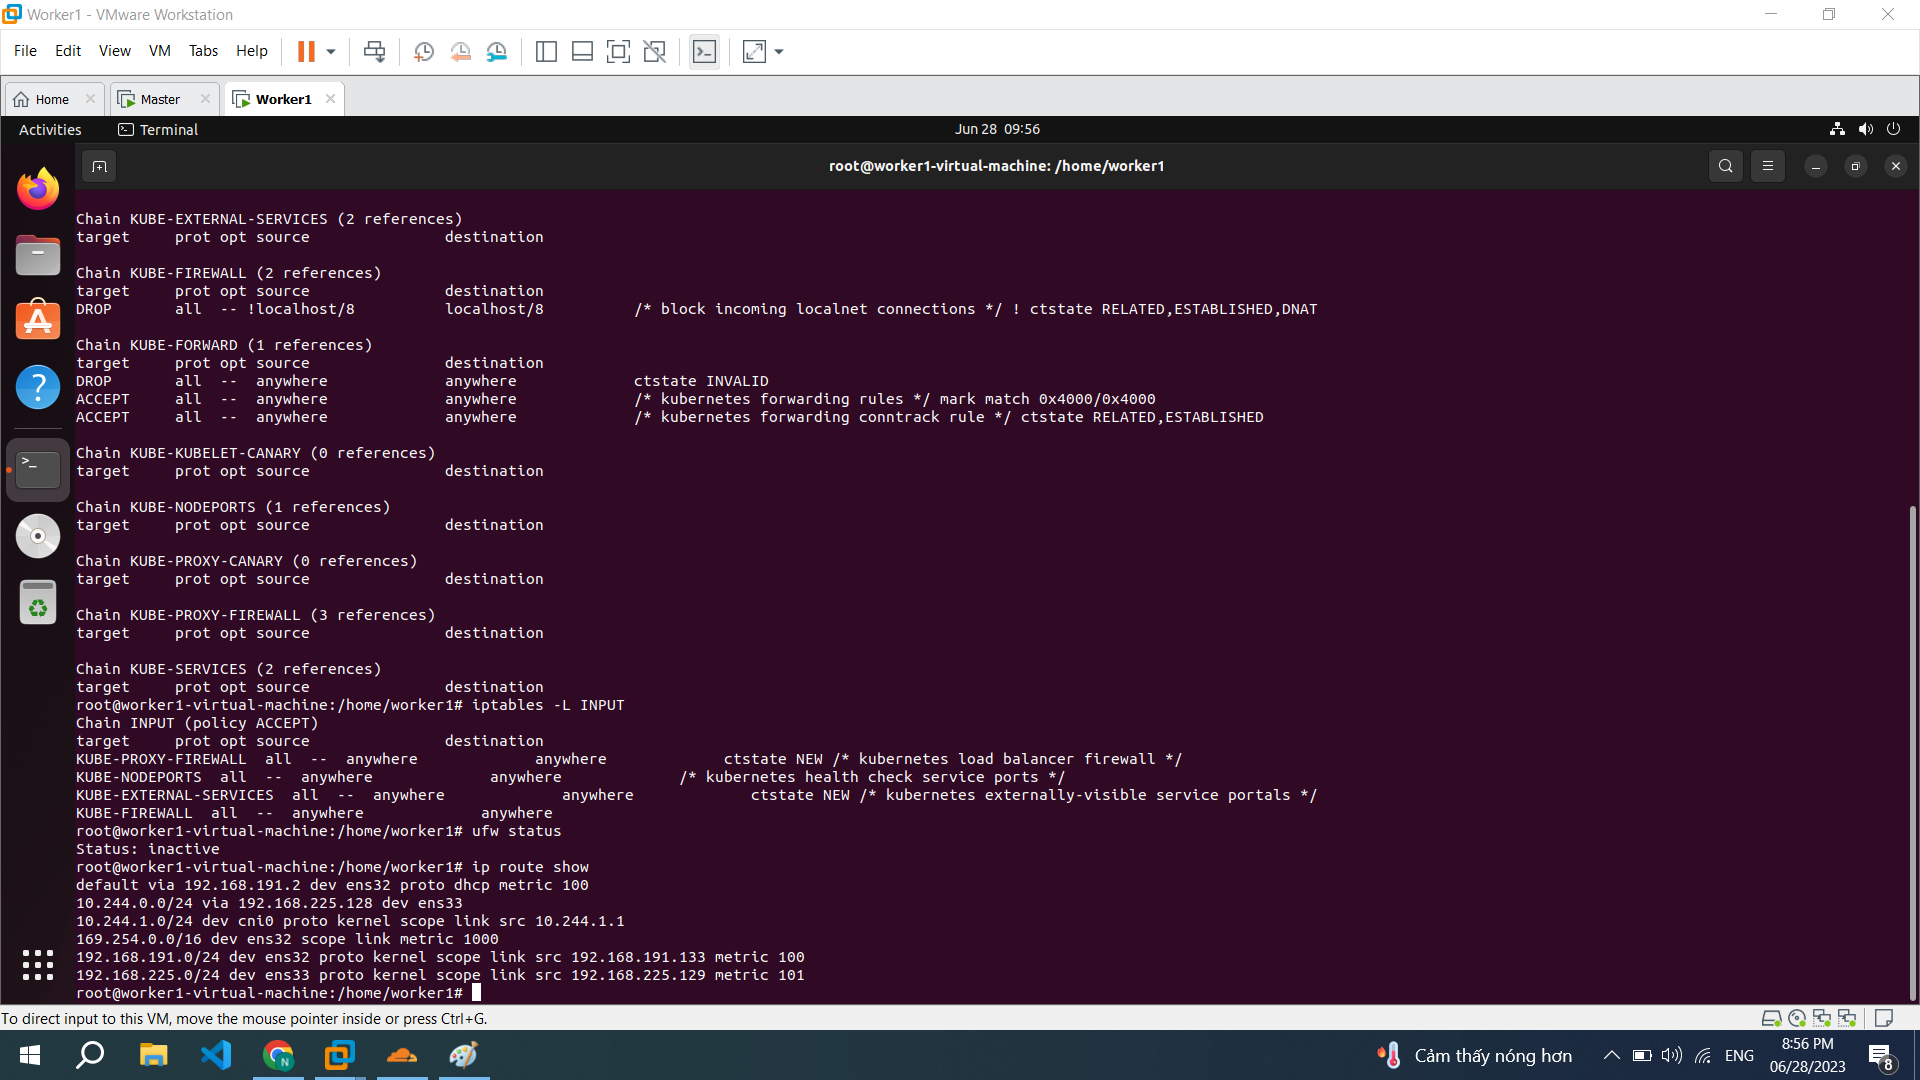 Worker1 - VMware Workstation
File Edit View VM Tabs Help
Home Master Worker1
Activities Terminal Jun 28 09:56
root@worker1-virtual-machine: /home/worker1
Chain KUBE-EXTERNAL-SERVICES (2 references)
target     prot opt source               destination
Chain KUBE-FIREWALL (2 references)
target     prot opt source               destination
DROP       all  -- !localhost/8          localhost/8          /* block incoming localnet connections */ ! ctstate RELATED,ESTABLISHED,DNAT
Chain KUBE-FORWARD (1 references)
target     prot opt source               destination
DROP       all  --  anywhere             anywhere             ctstate INVALID
ACCEPT     all  --  anywhere             anywhere             /* kubernetes forwarding rules */ mark match 0x4000/0x4000
ACCEPT     all  --  anywhere             anywhere             /* kubernetes forwarding conntrack rule */ ctstate RELATED,ESTABLISHED
Chain KUBE-KUBELET-CANARY (0 references)
target     prot opt source               destination
Chain KUBE-NODEPORTS (1 references)
target     prot opt source               destination
Chain KUBE-PROXY-CANARY (0 references)
target     prot opt source               destination
Chain KUBE-PROXY-FIREWALL (3 references)
target     prot opt source               destination
Chain KUBE-SERVICES (2 references)
target     prot opt source               destination
root@worker1-virtual-machine:/home/worker1# iptables -L INPUT
Chain INPUT (policy ACCEPT)
target     prot opt source               destination
KUBE-PROXY-FIREWALL  all  --  anywhere             anywhere             ctstate NEW /* kubernetes load balancer firewall */
KUBE-NODEPORTS  all  --  anywhere             anywhere             /* kubernetes health check service ports */
KUBE-EXTERNAL-SERVICES  all  --  anywhere             anywhere             ctstate NEW /* kubernetes externally-visible service portals */
KUBE-FIREWALL  all  --  anywhere             anywhere
root@worker1-virtual-machine:/home/worker1# ufw status
Status: inactive
root@worker1-virtual-machine:/home/worker1# ip route show
default via 192.168.191.2 dev ens32 proto dhcp metric 100
10.244.0.0/24 via 192.168.225.128 dev ens33
10.244.1.0/24 dev cni0 proto kernel scope link src 10.244.1.1
169.254.0.0/16 dev ens32 scope link metric 1000
192.168.191.0/24 dev ens32 proto kernel scope link src 192.168.191.133 metric 100
192.168.225.0/24 dev ens33 proto kernel scope link src 192.168.225.129 metric 101
root@worker1-virtual-machine:/home/worker1#
To direct input to this VM, move the mouse pointer inside or press Ctrl+G.
Cảm thấy nóng hơn ENG
8:56 PM
06/28/2023
8